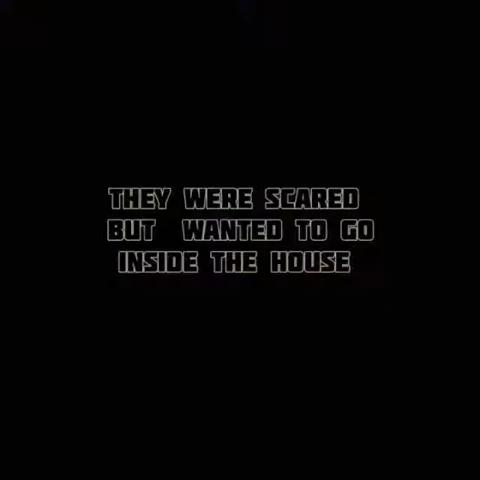 THEY WERE SCARED
BUT WANTED TO GO
INSIDE THE HOUSE